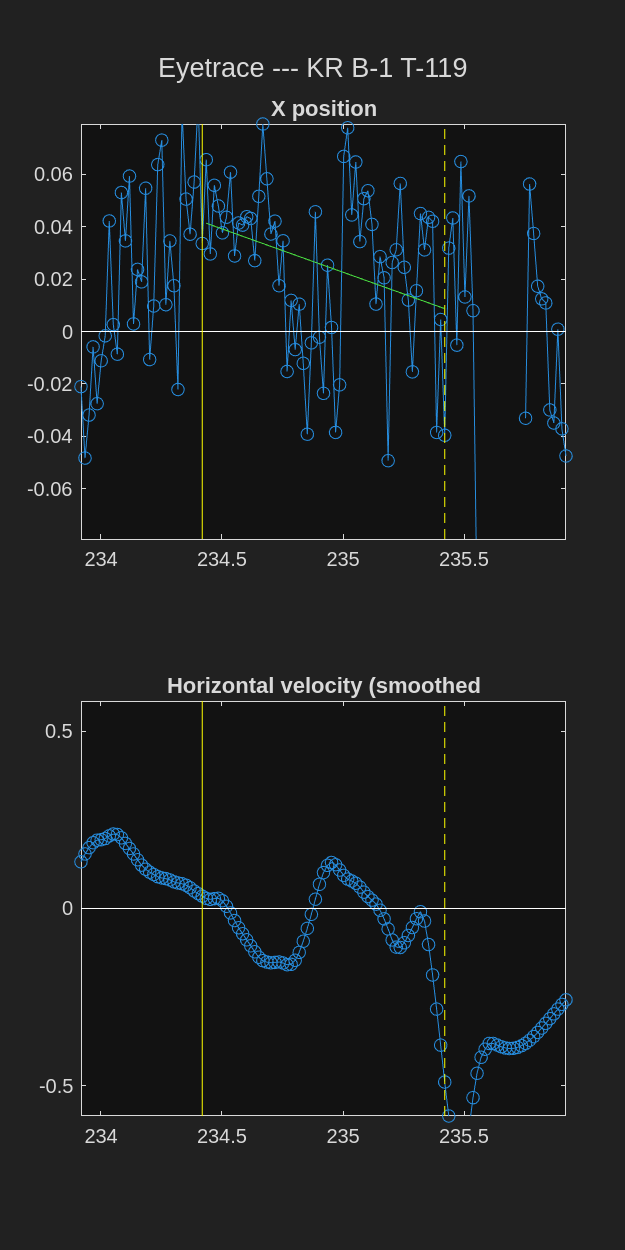 Eyetrace --- KR B-1 T-119
X position
0.06
0.04
0.02
0
-0.02
-0.04
-0.06
234 234.5 235 235.5
Horizontal velocity (smoothed
0.5
0
-0.5
234 234.5 235 235.5